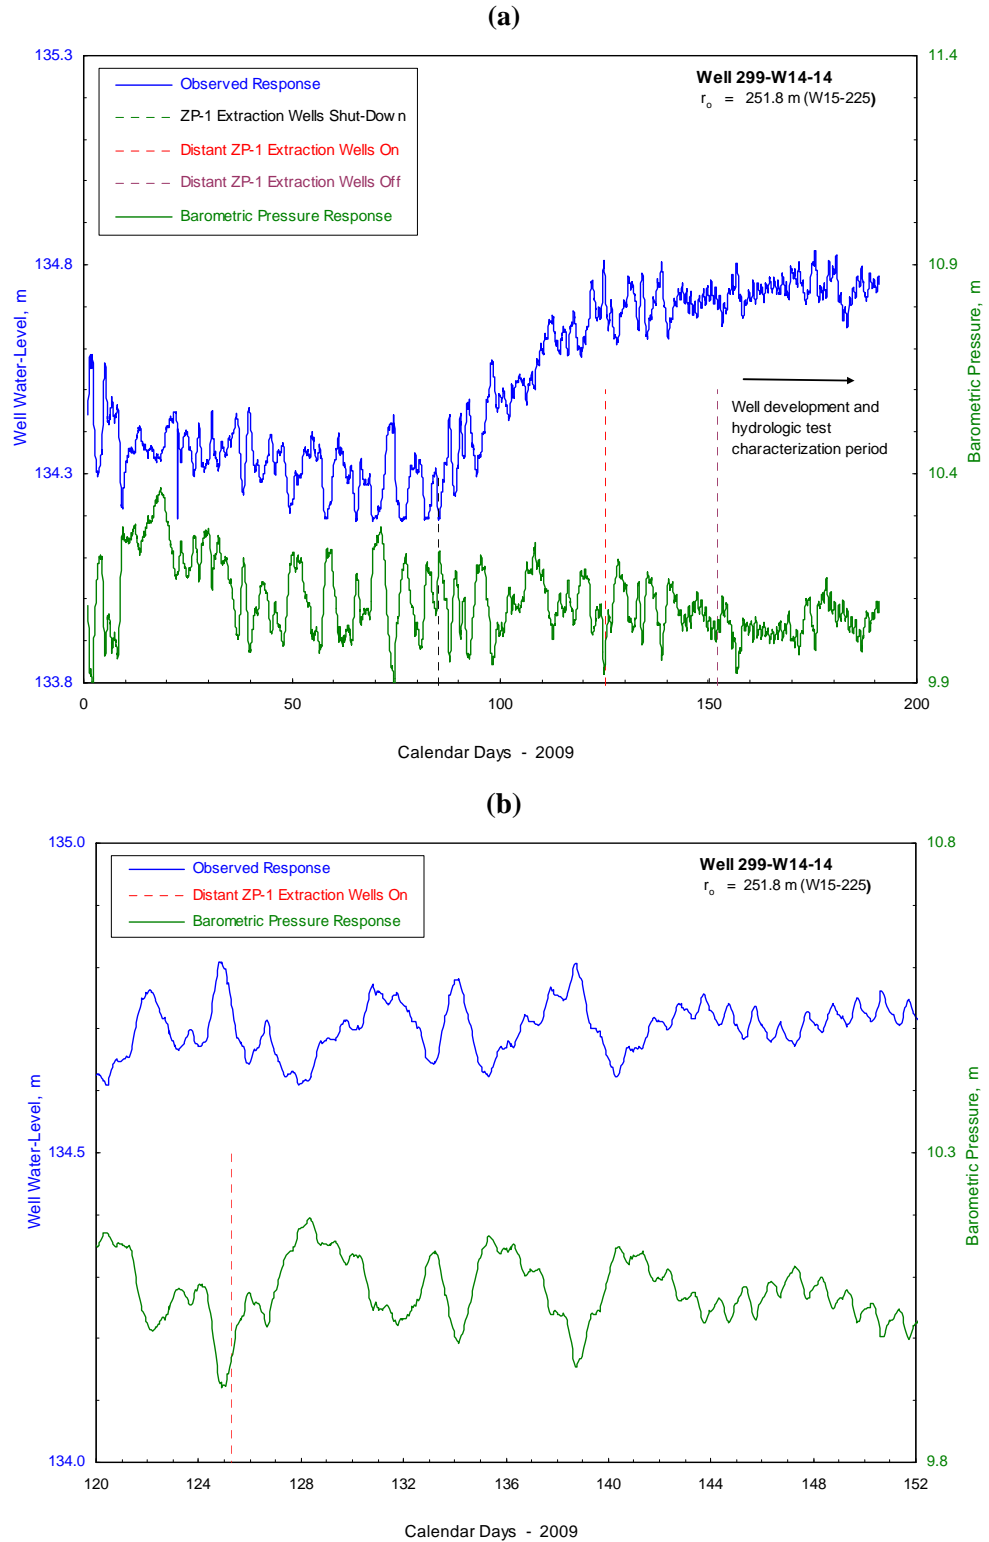 (a)
135.3
11.4
Observed Response
ZP-1 Extraction Wells Shut-Down
Distant ZP-1 Extraction Wells On
Distant ZP-1 Extraction Wells Off
Barometric Pressure Response
Well 299-W14-14
ro = 251.8 m (W15-225)
134.8
10.9
Well Water-Level, m
Barometric Pressure, m
Well development and
hydrologic test
characterization period
134.3
10.4
133.8
9.9
0 50 100 150 200
Calendar Days - 2009
(b)
135.0
10.8
Observed Response
Distant ZP-1 Extraction Wells On
Barometric Pressure Response
Well 299-W14-14
ro = 251.8 m (W15-225)
Well Water-Level, m
Barometric Pressure, m
134.5
10.3
134.0
9.8
120 124 128 132 136 140 144 148 152
Calendar Days - 2009